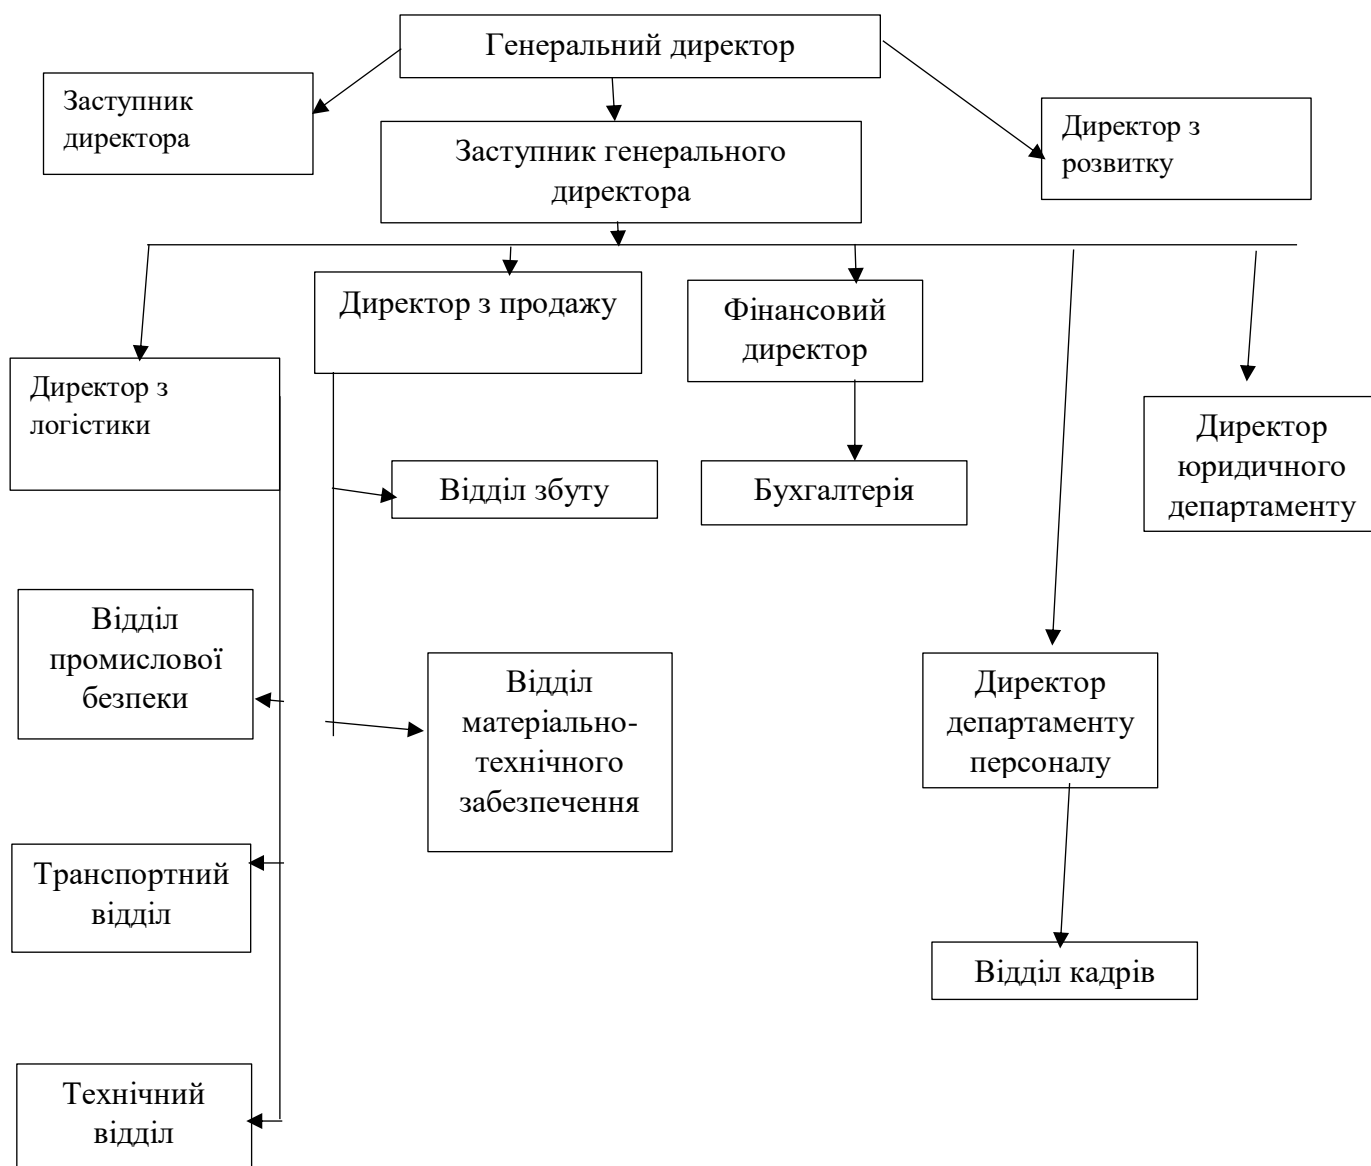 Генеральний директор
Заступник
директора
Заступник генерального
директора
Директор з
розвитку
Директор з продажу
Фінансовий
директор
Директор з
логістики
Директор
юридичного
департаменту
Відділ збуту
Бухгалтерія
Відділ
промислової
безпеки
Відділ
матеріально-
технічного
забезпечення
Директор
департаменту
персоналу
Транспортний
відділ
Відділ кадрів
Технічний
відділ